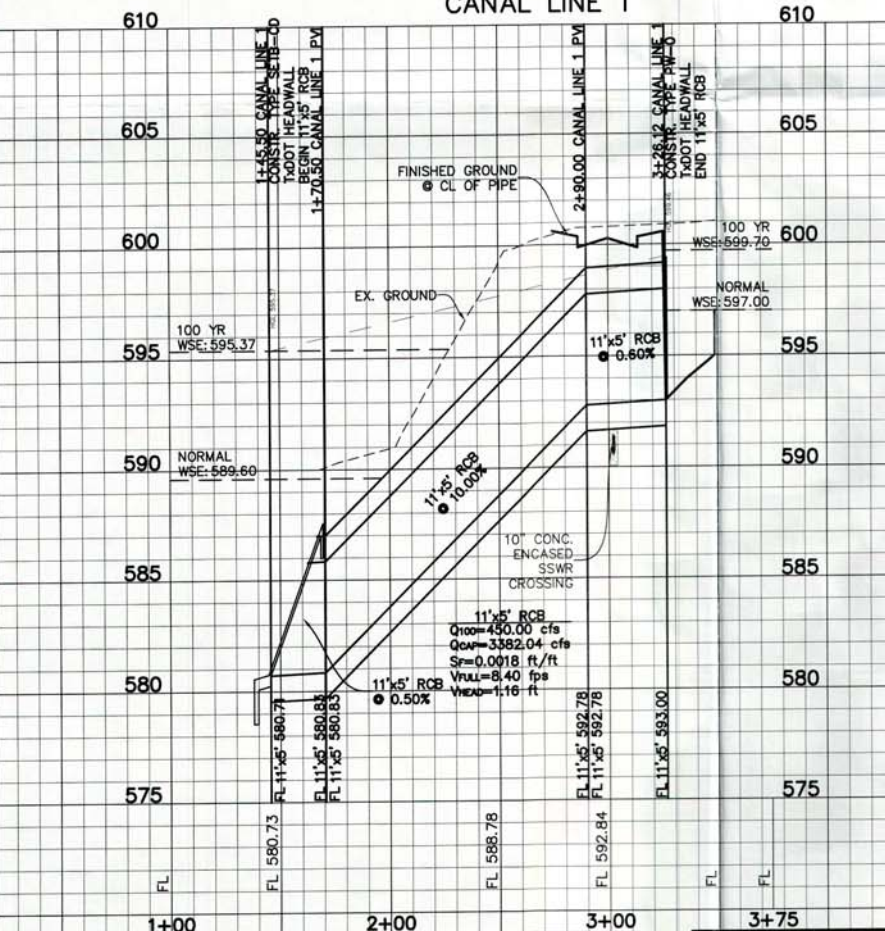 CANAL LINE 1
610
610
1+45.50 CANAL LINE 1
CONSTR. TYPE SETB-CD
TxDOT HEADWALL
BEGIN 11'x5' RCB
1+70.50 CANAL LINE 1 PVI
2+90.00 CANAL LINE 1 PVI
3+26.12 CANAL LINE 1
CONSTR. TYPE PW-O
TxDOT HEADWALL
END 11'x5' RCB
605
605
FINISHED GROUND
@ CL OF PIPE
600
600
100 YR
WSE:599.70
EX. GROUND
NORMAL
WSE:597.00
100 YR
WSE:595.37
595
595
11'x5' RCB
@ 0.60%
NORMAL
WSE:589.60
590
590
11'x5' RCB
@ 10.00%
10" CONC.
ENCASED
SSWR
CROSSING
585
585
11'x5' RCB
Q100=450.00 cfs
QCAP=3382.04 cfs
SF=0.0018 ft/ft
VFULL=8.40 fps
VHEAD=1.16 ft
580
580
11'x5' RCB
@ 0.50%
FL 11'x5' 580.71
FL 11'x5' 580.83
FL 11'x5' 580.83
FL 11'x5' 592.78
FL 11'x5' 592.78
FL 11'x5' 593.00
575
575
FL
FL 580.73
FL 588.78
FL 592.84
FL
FL
1+00
2+00
3+00
3+75